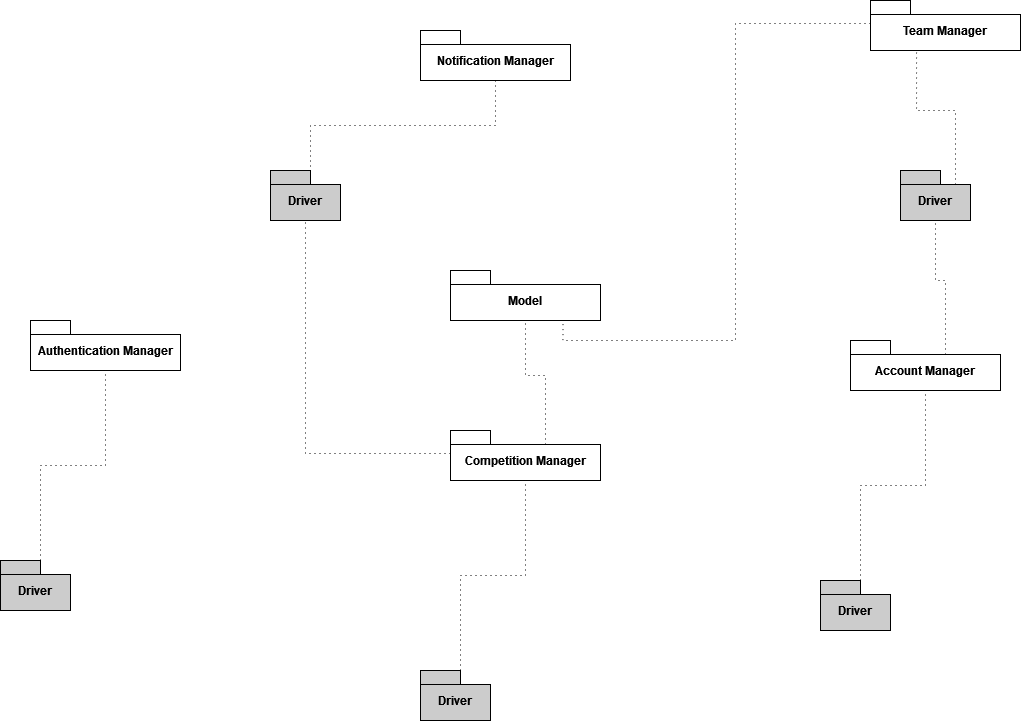 Team Manager
Notification Manager
Driver
Driver
Model
Authentication Manager
Account Manager
Competition Manager
Driver
Driver
Driver